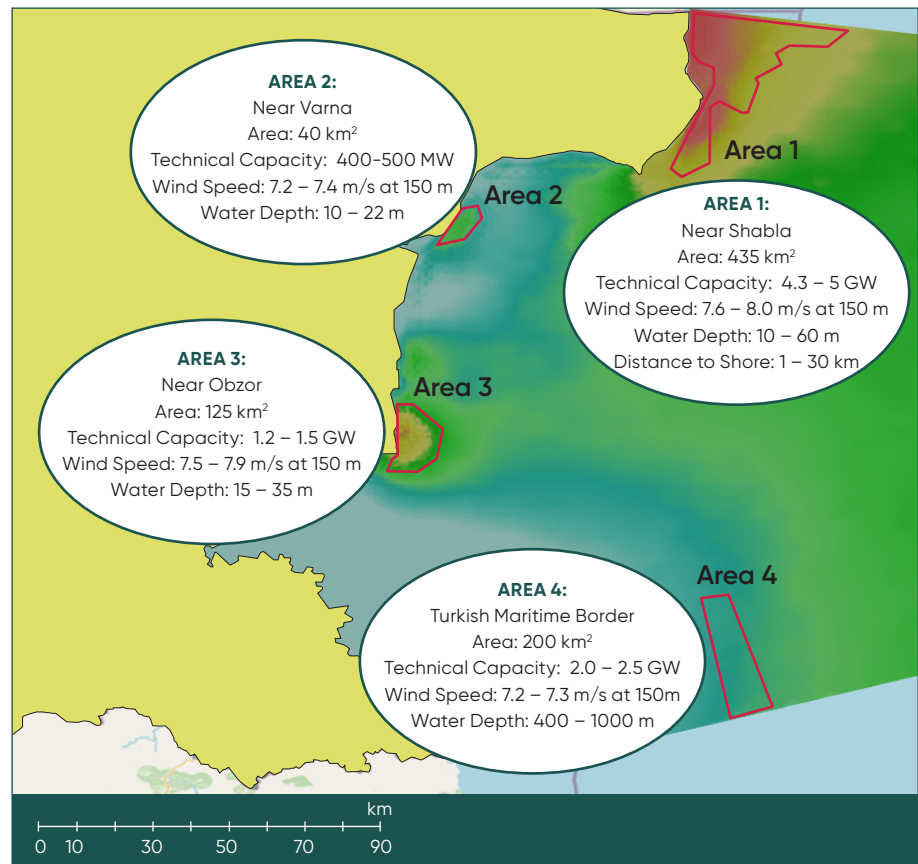 AREA 2:
Near Varna
Area: 40 km²
Technical Capacity: 400-500 MW
Wind Speed: 7.2 – 7.4 m/s at 150 m
Water Depth: 10 – 22 m
Area 1
Area 2
AREA 1:
Near Shabla
Area: 435 km²
Technical Capacity: 4.3 – 5 GW
Wind Speed: 7.6 – 8.0 m/s at 150 m
Water Depth: 10 – 60 m
Distance to Shore: 1 – 30 km
AREA 3:
Near Obzor
Area: 125 km²
Technical Capacity: 1.2 – 1.5 GW
Wind Speed: 7.5 – 7.9 m/s at 150 m
Water Depth: 15 – 35 m
Area 3
Area 4
AREA 4:
Turkish Maritime Border
Area: 200 km²
Technical Capacity: 2.0 – 2.5 GW
Wind Speed: 7.2 – 7.3 m/s at 150m
Water Depth: 400 – 1000 m
km
0 10 30 50 70 90